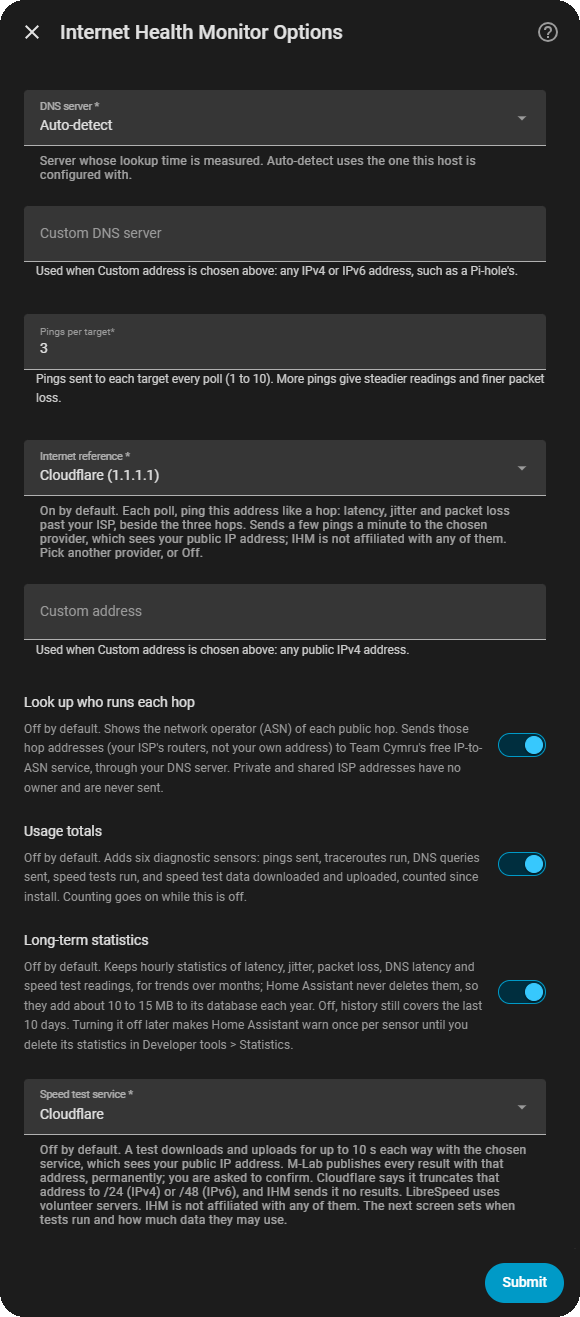 Internet Health Monitor Options
DNS server *
Auto-detect
Server whose lookup time is measured. Auto-detect uses the one this host is
configured with.
Custom DNS server
Used when Custom address is chosen above: any IPv4 or IPv6 address, such as a Pi-hole's.
Pings per target*
3
Pings sent to each target every poll (1 to 10). More pings give steadier readings and finer packet
loss.
Internet reference *
Cloudflare (1.1.1.1)
On by default. Each poll, ping this address like a hop: latency, jitter and packet loss
past your ISP, beside the three hops. Sends a few pings a minute to the chosen
provider, which sees your public IP address; IHM is not affiliated with any of them.
Pick another provider, or Off.
Custom address
Used when Custom address is chosen above: any public IPv4 address.
Look up who runs each hop
Off by default. Shows the network operator (ASN) of each public hop. Sends those
hop addresses (your ISP's routers, not your own address) to Team Cymru's free IP-to-
ASN service, through your DNS server. Private and shared ISP addresses have no
owner and are never sent.
Usage totals
Off by default. Adds six diagnostic sensors: pings sent, traceroutes run, DNS queries
sent, speed tests run, and speed test data downloaded and uploaded, counted since
install. Counting goes on while this is off.
Long-term statistics
Off by default. Keeps hourly statistics of latency, jitter, packet loss, DNS latency and
speed test readings, for trends over months; Home Assistant never deletes them, so
they add about 10 to 15 MB to its database each year. Off, history still covers the last
10 days. Turning it off later makes Home Assistant warn once per sensor until you
delete its statistics in Developer tools > Statistics.
Speed test service *
Cloudflare
Off by default. A test downloads and uploads for up to 10 s each way with the chosen
service, which sees your public IP address. M-Lab publishes every result with that
address, permanently; you are asked to confirm. Cloudflare says it truncates that
address to /24 (IPv4) or /48 (IPv6), and IHM sends it no results. LibreSpeed uses
volunteer servers. IHM is not affiliated with any of them. The next screen sets when
tests run and how much data they may use.
Submit